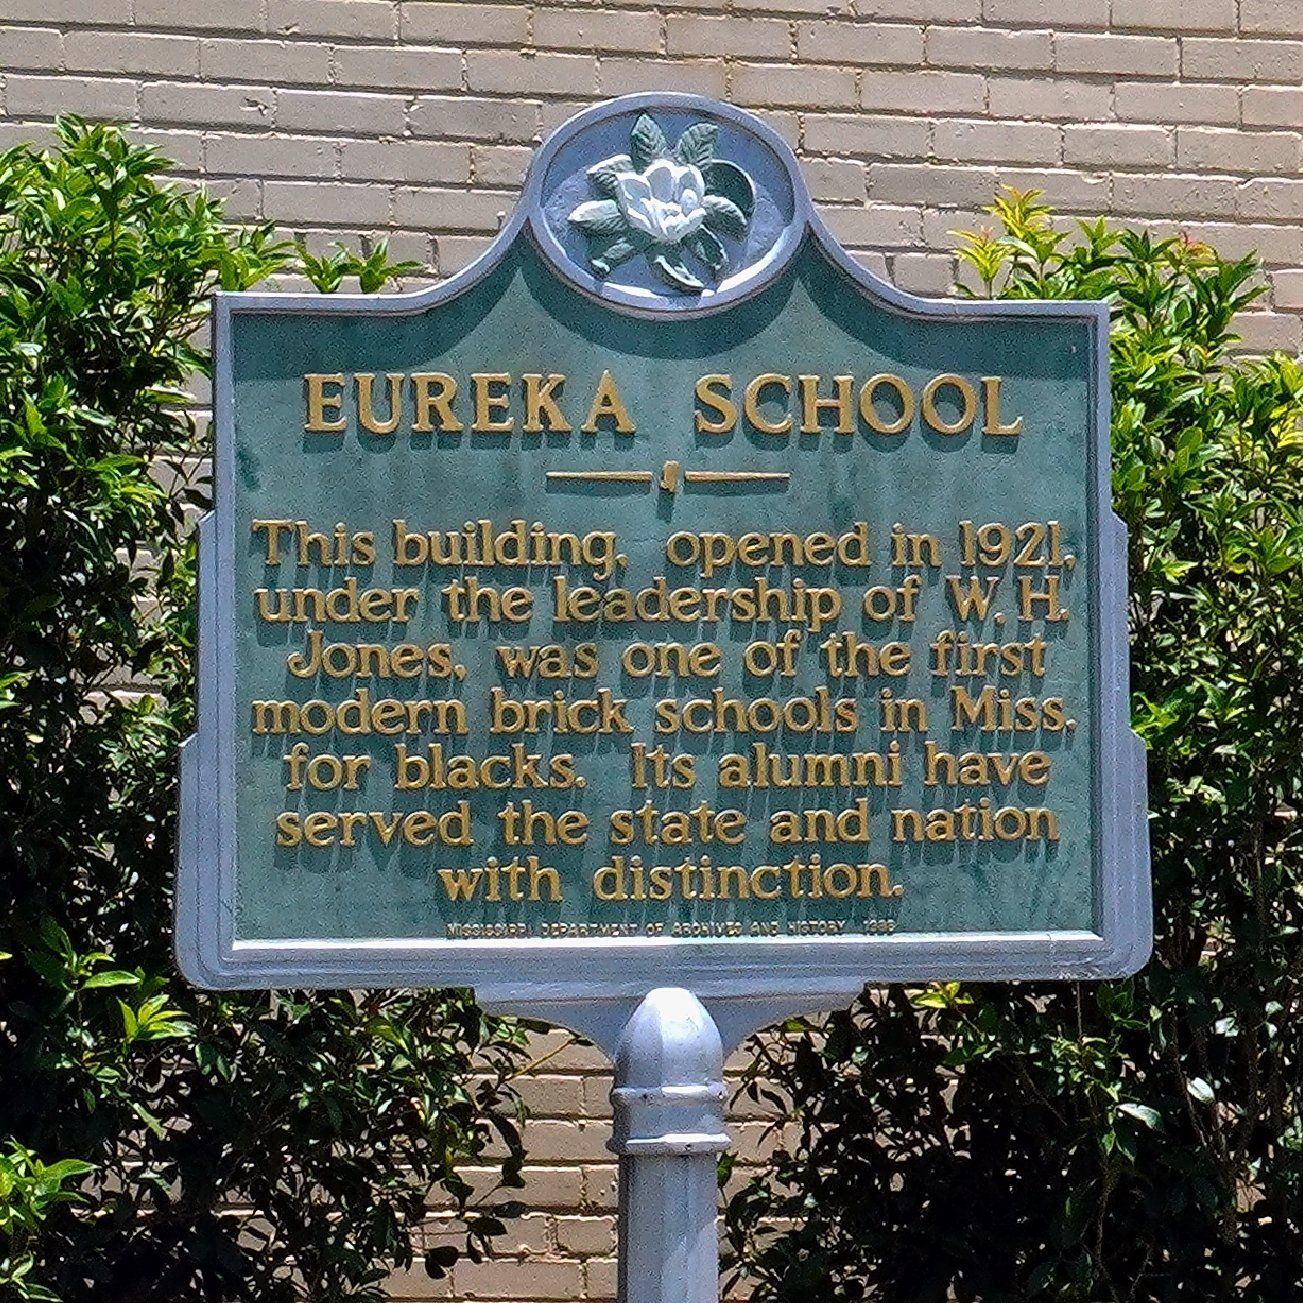 EUREKA SCHOOL
This building, opened in 1921,
under the leadership of W. H.
Jones, was one of the first
modern brick schools in Miss.
for blacks. Its alumni have
served the state and nation
with distinction.
MISSISSIPPI DEPARTMENT OF ARCHIVES AND HISTORY